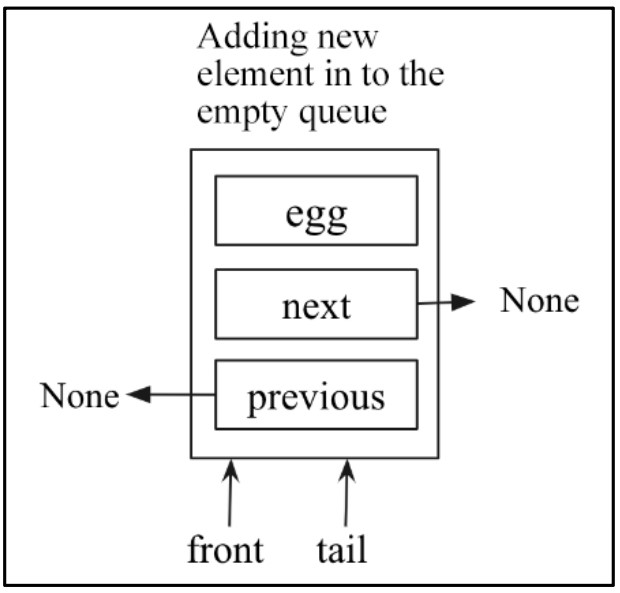 Adding new
element in to the
empty queue
egg
next
None
None
previous
front
tail